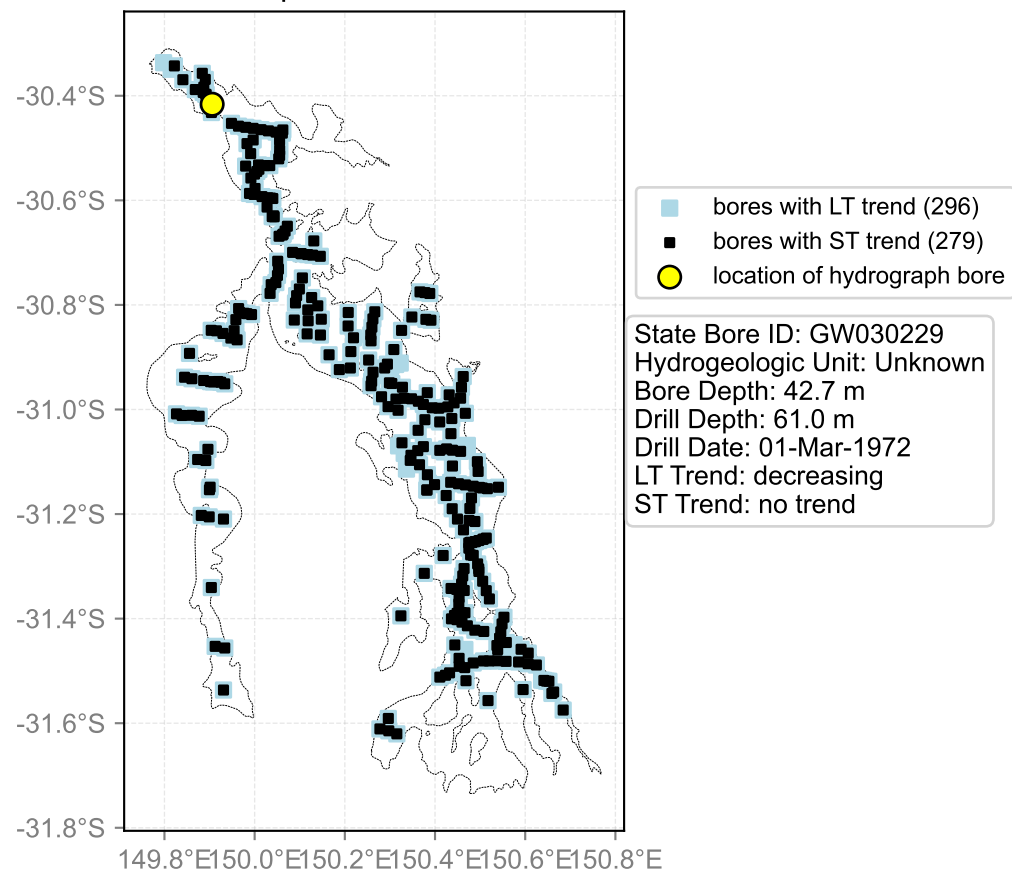 -30.4°S
-30.6°S
-30.8°S
-31.0°S
-31.2°S
-31.4°S
-31.6°S
-31.8°S
149.8°E150.0°E150.2°E150.4°E150.6°E150.8°E
bores with LT trend (296)
bores with ST trend (279)
location of hydrograph bore
State Bore ID: GW030229
Hydrogeologic Unit: Unknown
Bore Depth: 42.7 m
Drill Depth: 61.0 m
Drill Date: 01-Mar-1972
LT Trend: decreasing
ST Trend: no trend